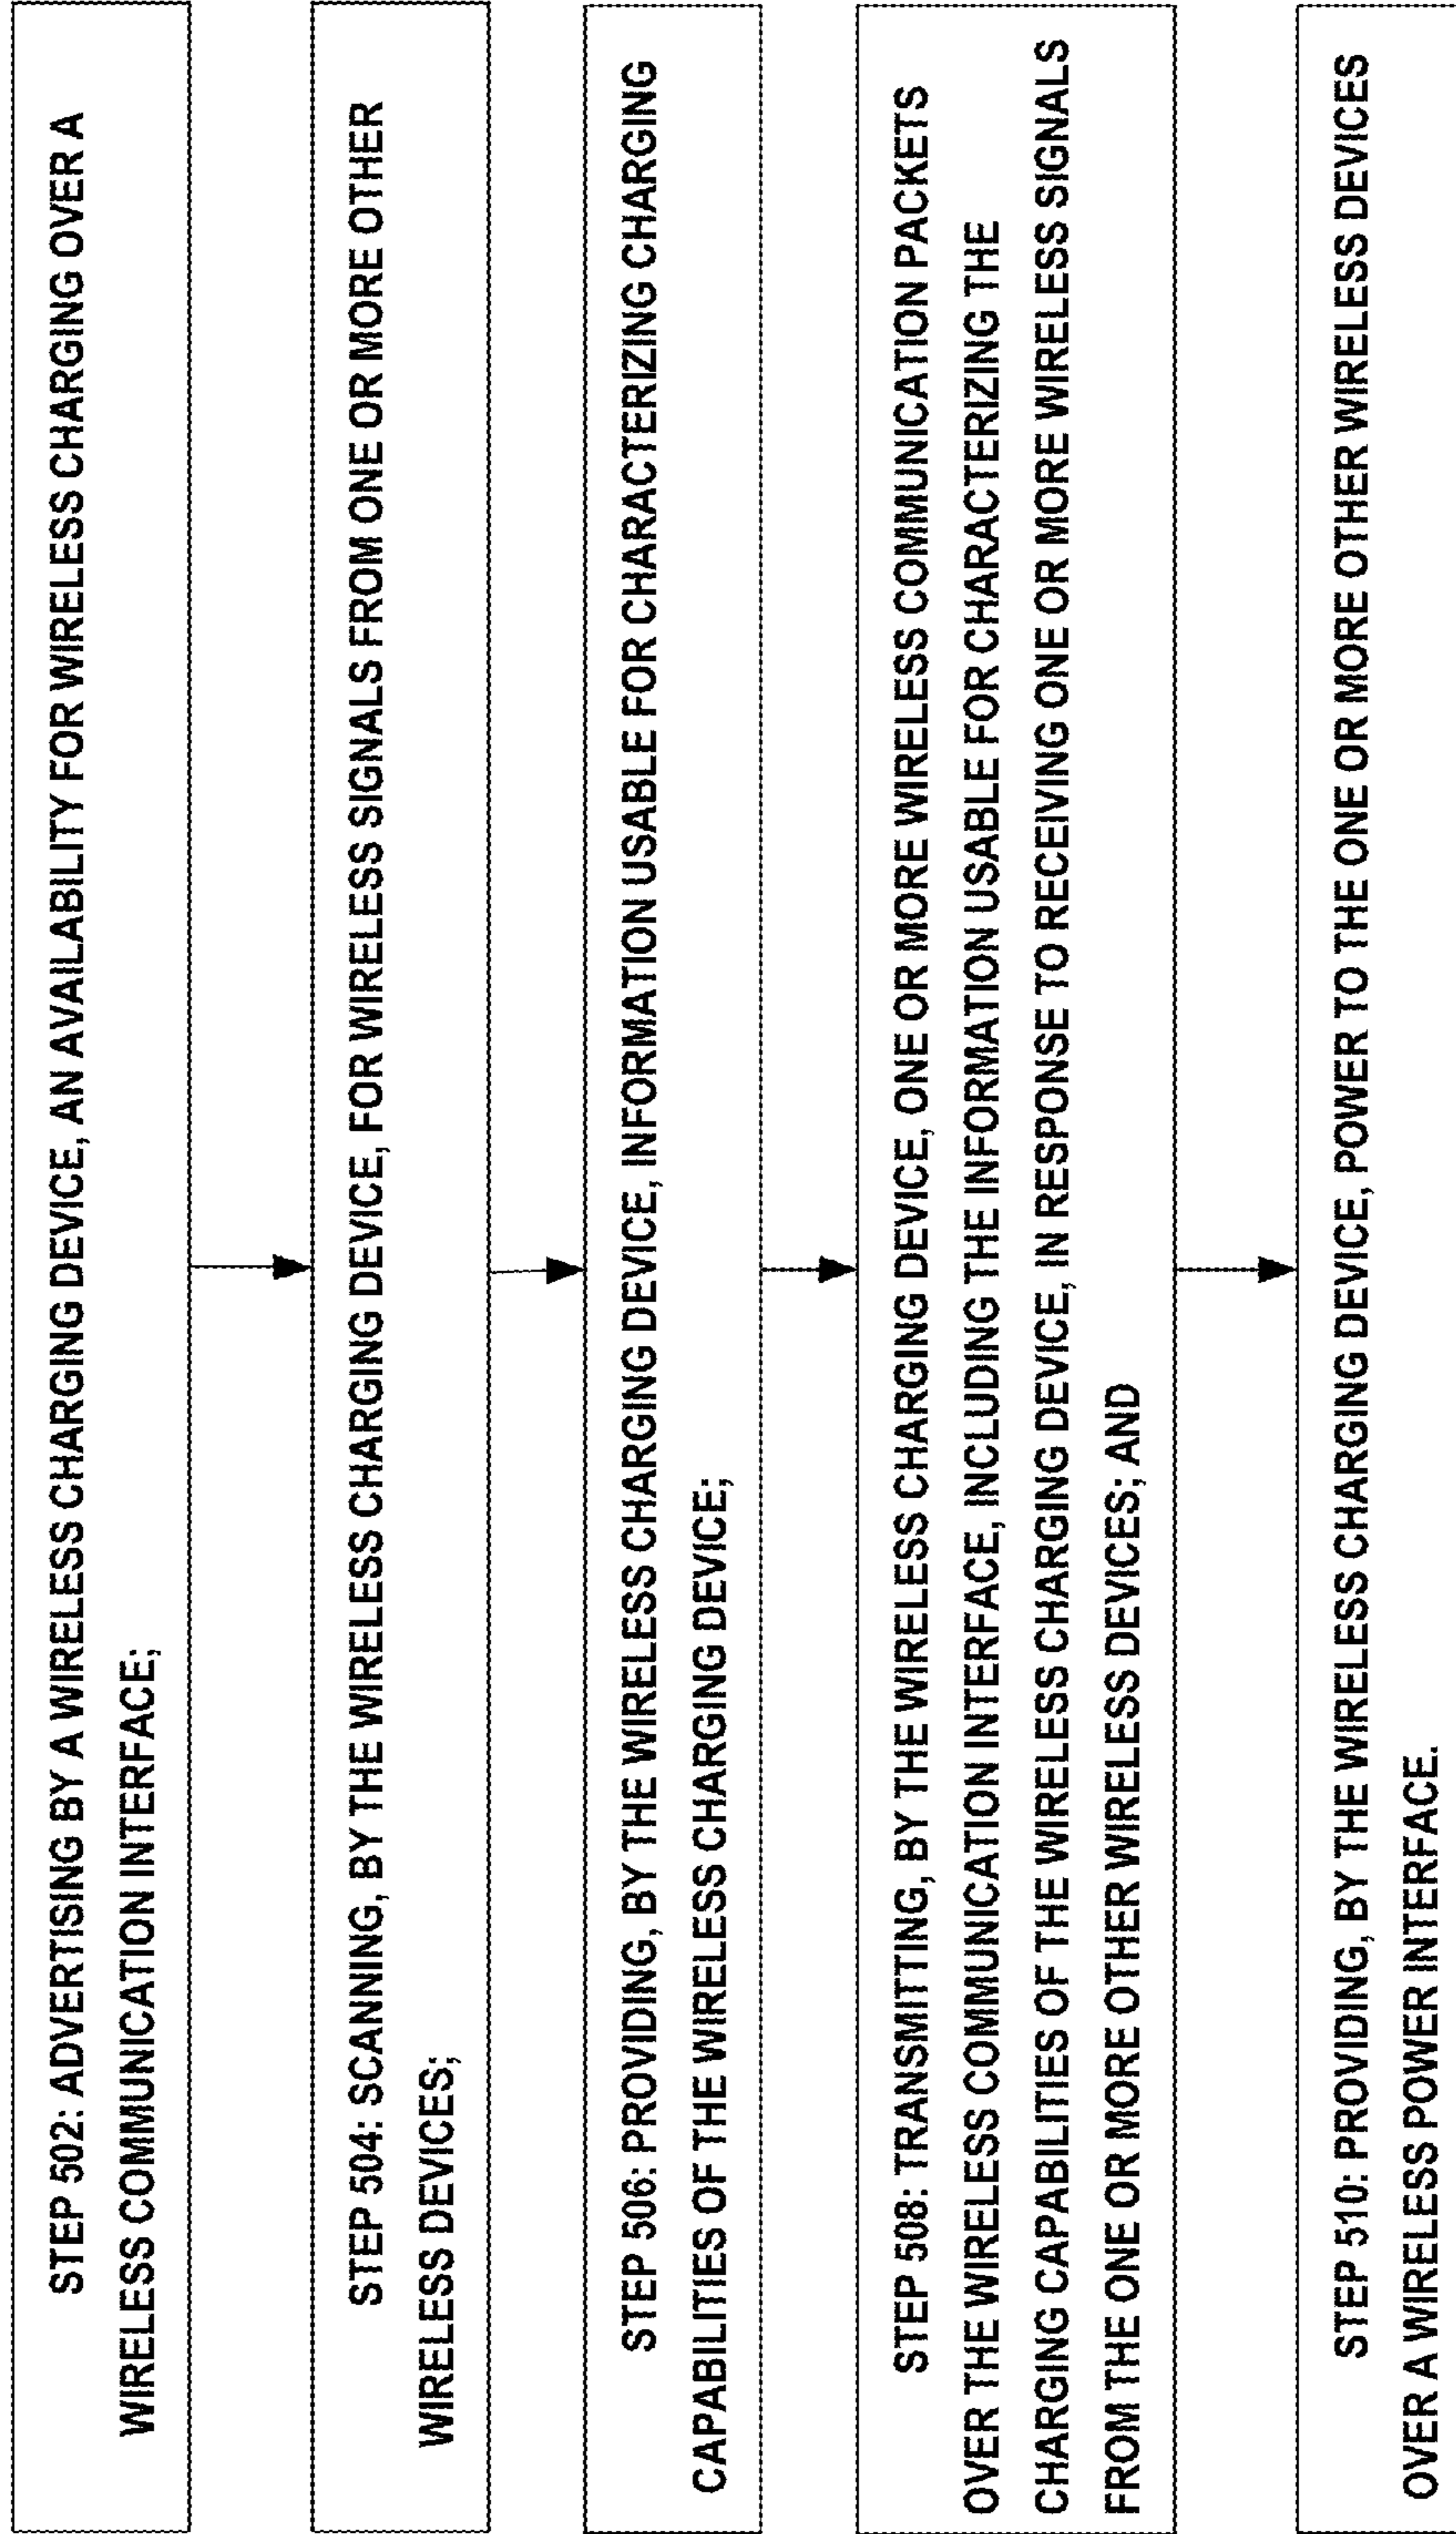 STEP 502: ADVERTISING BY A WIRELESS CHARGING DEVICE, AN AVAILABILITY FOR WIRELESS CHARGING OVER A
WIRELESS COMMUNICATION INTERFACE;
STEP 504: SCANNING, BY THE WIRELESS CHARGING DEVICE, FOR WIRELESS SIGNALS FROM ONE OR MORE OTHER
WIRELESS DEVICES;
STEP 506: PROVIDING, BY THE WIRELESS CHARGING DEVICE, INFORMATION USABLE FOR CHARACTERIZING CHARGING
CAPABILITIES OF THE WIRELESS CHARGING DEVICE;
STEP 508: TRANSMITTING, BY THE WIRELESS CHARGING DEVICE, ONE OR MORE WIRELESS COMMUNICATION PACKETS
OVER THE WIRELESS COMMUNICATION INTERFACE, INCLUDING THE INFORMATION USABLE FOR CHARACTERIZING THE
CHARGING CAPABILITIES OF THE WIRELESS CHARGING DEVICE, IN RESPONSE TO RECEIVING ONE OR MORE WIRELESS SIGNALS
FROM THE ONE OR MORE OTHER WIRELESS DEVICES; AND
STEP 510: PROVIDING, BY THE WIRELESS CHARGING DEVICE, POWER TO THE ONE OR MORE OTHER WIRELESS DEVICES
OVER A WIRELESS POWER INTERFACE.